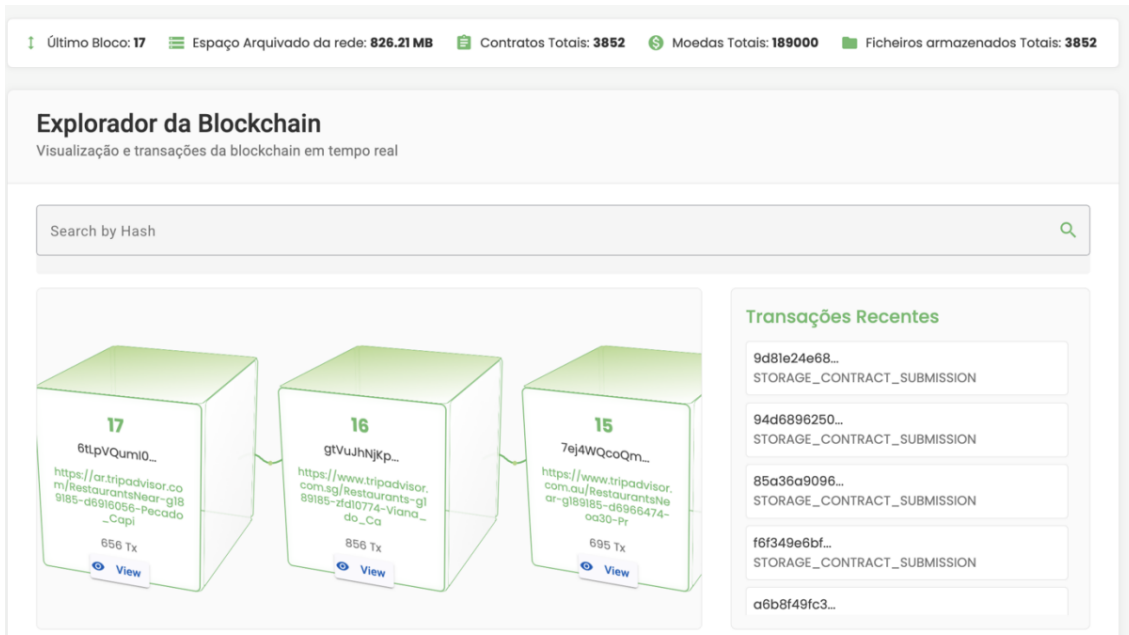 Último Bloco: 17 Espaço Arquivado da rede: 826.21 MB Contratos Totais: 3852 Moedas Totais: 189000 Ficheiros armazenados Totais: 3852
Explorador da Blockchain
Visualização e transações da blockchain em tempo real
Search by Hash
17
6tLpVQumI0...
https://ar.tripadvisor.co
m/RestaurantsNear-g18
9185-d6916056-Pecado
_Capi
656 Tx
View
16
gtVuJhNjKp...
https://www.tripadvisor.
com.sg/Restaurants-g1
89185-zfd10774-Viana_
do_Ca
856 Tx
View
15
7ej4WQcoQm...
https://www.tripadvisor.
com.au/RestaurantsNe
ar-g189185-d6966474-
oa30-Pr
695 Tx
View
Transações Recentes
9d81e24e68...
STORAGE_CONTRACT_SUBMISSION
94d6896250...
STORAGE_CONTRACT_SUBMISSION
85a36a9096...
STORAGE_CONTRACT_SUBMISSION
f6f349e6bf...
STORAGE_CONTRACT_SUBMISSION
a6b8f49fc3...